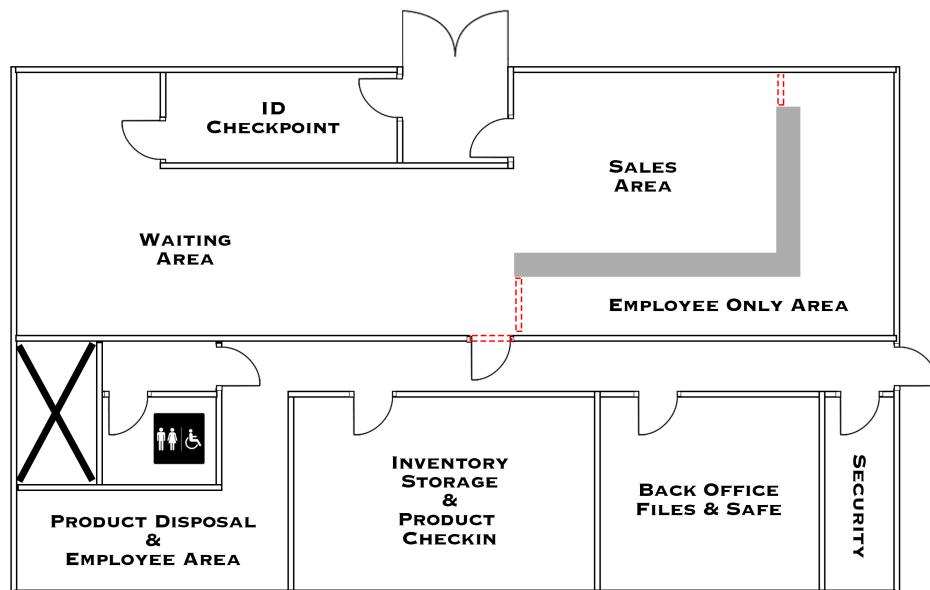 ID
CHECKPOINT
SALES
AREA
WAITING
AREA
EMPLOYEE ONLY AREA
INVENTORY
STORAGE
&
PRODUCT
CHECKIN
BACK OFFICE
FILES & SAFE
SECURITY
PRODUCT DISPOSAL
&
EMPLOYEE AREA